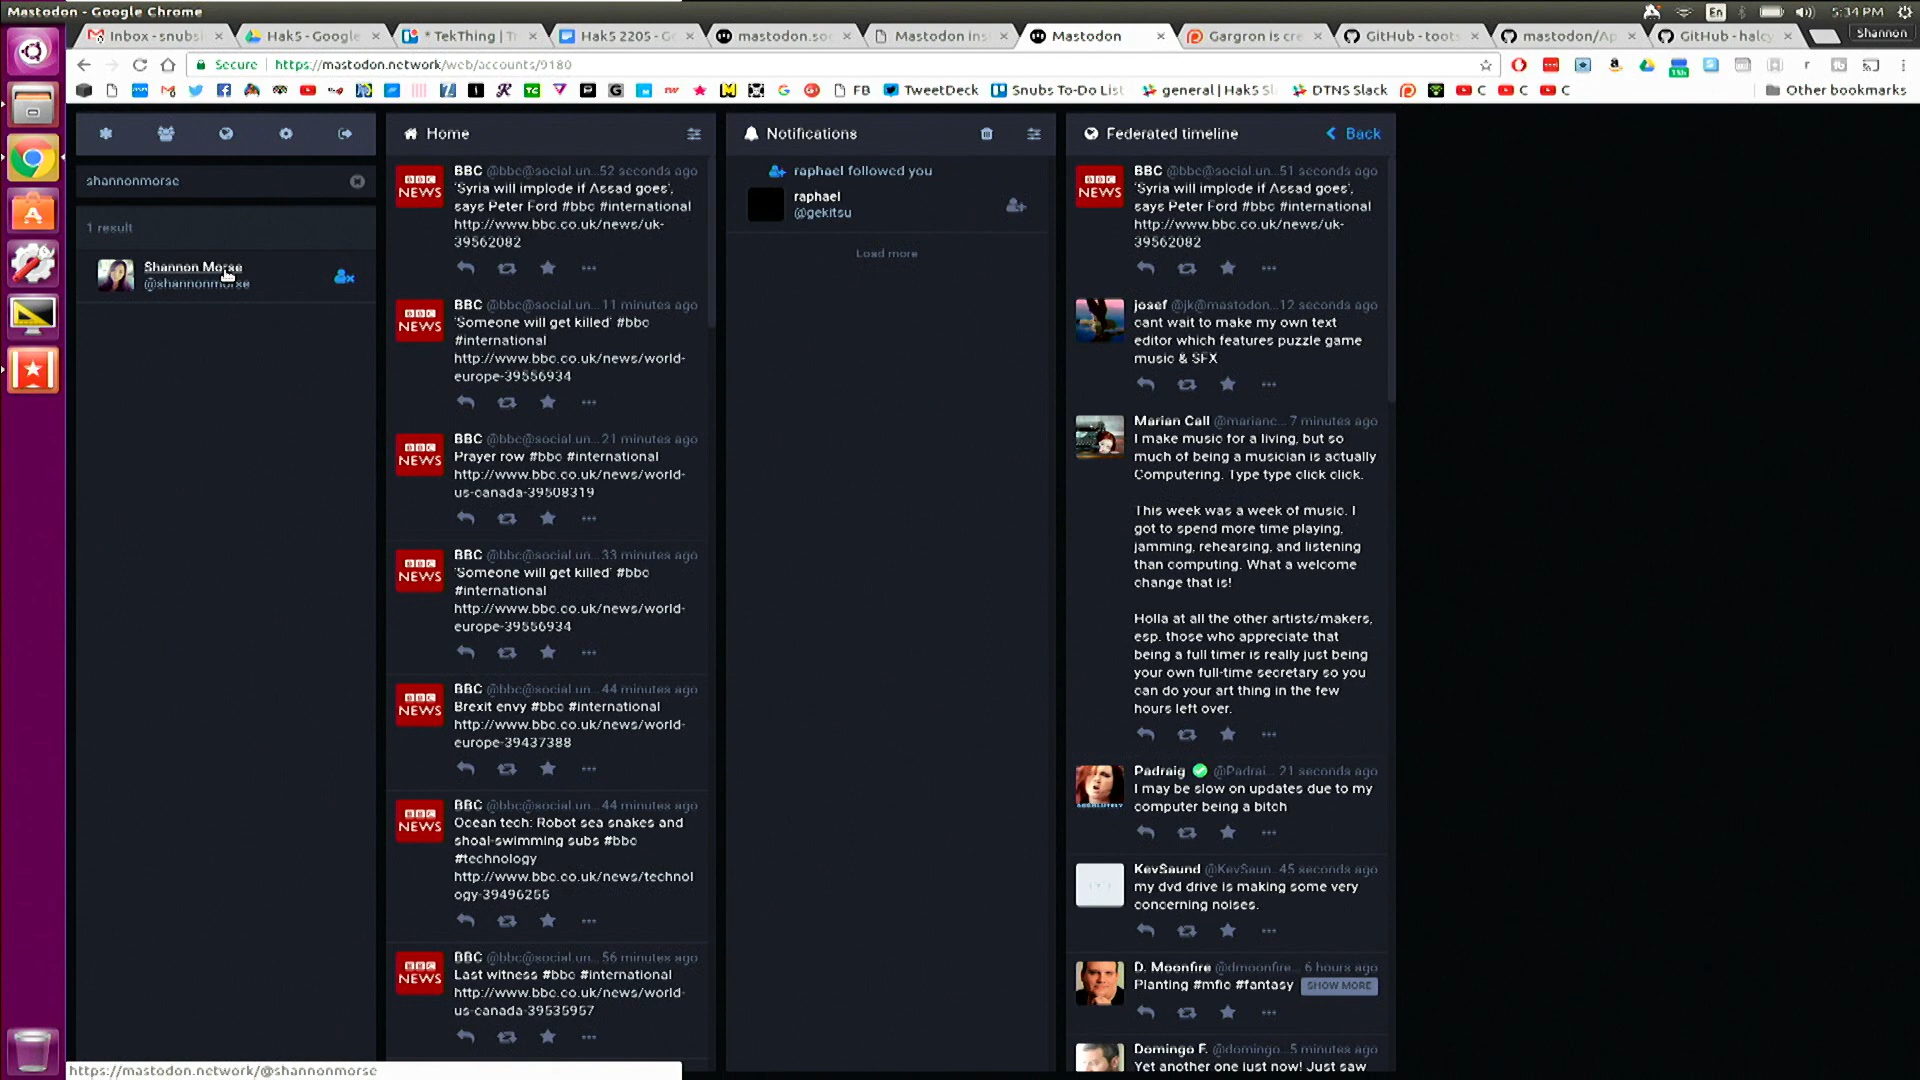 Mastodon - Google Chrome
En
5:34 PM
Inbox - snubsl
Hak5 - Google
* TekThing | T
Hak5 2205 - G
mastodon.soc
Mastodon ins
Mastodon
Gargron is cre
GitHub - toots
mastodon/Ap
GitHub - halcy
Shannon
Secure
https://mastodon.network/web/accounts/9180
FB
TweetDeck
Snubs To-Do List
general | Hak5 Sl
DTNS Slack
C
C
C
Other bookmarks
shannonmorse
1 result
Shannon Morse
@shannonmorse
Home
BBC @bbc@social.un... 52 seconds ago
'Syria will implode if Assad goes',
says Peter Ford #bbc #international
http://www.bbc.co.uk/news/uk-
39562082
BBC @bbc@social.un... 11 minutes ago
'Someone will get killed' #bbc
#international
http://www.bbc.co.uk/news/world-
europe-39556934
BBC @bbc@social.un... 21 minutes ago
Prayer row #bbc #international
http://www.bbc.co.uk/news/world-
us-canada-39508319
BBC @bbc@social.un... 33 minutes ago
'Someone will get killed' #bbc
#international
http://www.bbc.co.uk/news/world-
europe-39556934
BBC @bbc@social.un... 44 minutes ago
Brexit envy #bbc #international
http://www.bbc.co.uk/news/world-
europe-39437388
BBC @bbc@social.un... 44 minutes ago
Ocean tech: Robot sea snakes and
shoal-swimming subs #bbc
#technology
http://www.bbc.co.uk/news/technol
ogy-39496255
BBC @bbc@social.un... 56 minutes ago
Last witness #bbc #international
http://www.bbc.co.uk/news/world-
us-canada-39535957
Notifications
raphael followed you
raphael
@gekitsu
Load more
Federated timeline
Back
BBC @bbc@social.un... 51 seconds ago
'Syria will implode if Assad goes',
says Peter Ford #bbc #international
http://www.bbc.co.uk/news/uk-
39562082
josef @jk@mastodon... 12 seconds ago
cant wait to make my own text
editor which features puzzle game
music & SFX
Marian Call @marianc... 7 minutes ago
I make music for a living, but so
much of being a musician is actually
Computering. Type type click click.
This week was a week of music. I
got to spend more time playing,
jamming, rehearsing, and listening
than computing. What a welcome
change that is!
Holla at all the other artists/makers,
esp. those who appreciate that
being a full timer is really just being
your own full-time secretary so you
can do your art thing in the few
hours left over.
Padraig @Padrai... 21 seconds ago
I may be slow on updates due to my
computer being a bitch
KevSaund @KevSaun... 45 seconds ago
my dvd drive is making some very
concerning noises.
D. Moonfire @dmoonfire... 6 hours ago
Planting #mfic #fantasy SHOW MORE
Domingo F. @domingo... 5 minutes ago
Yet another one just now! Just saw
https://mastodon.network/@shannonmorse